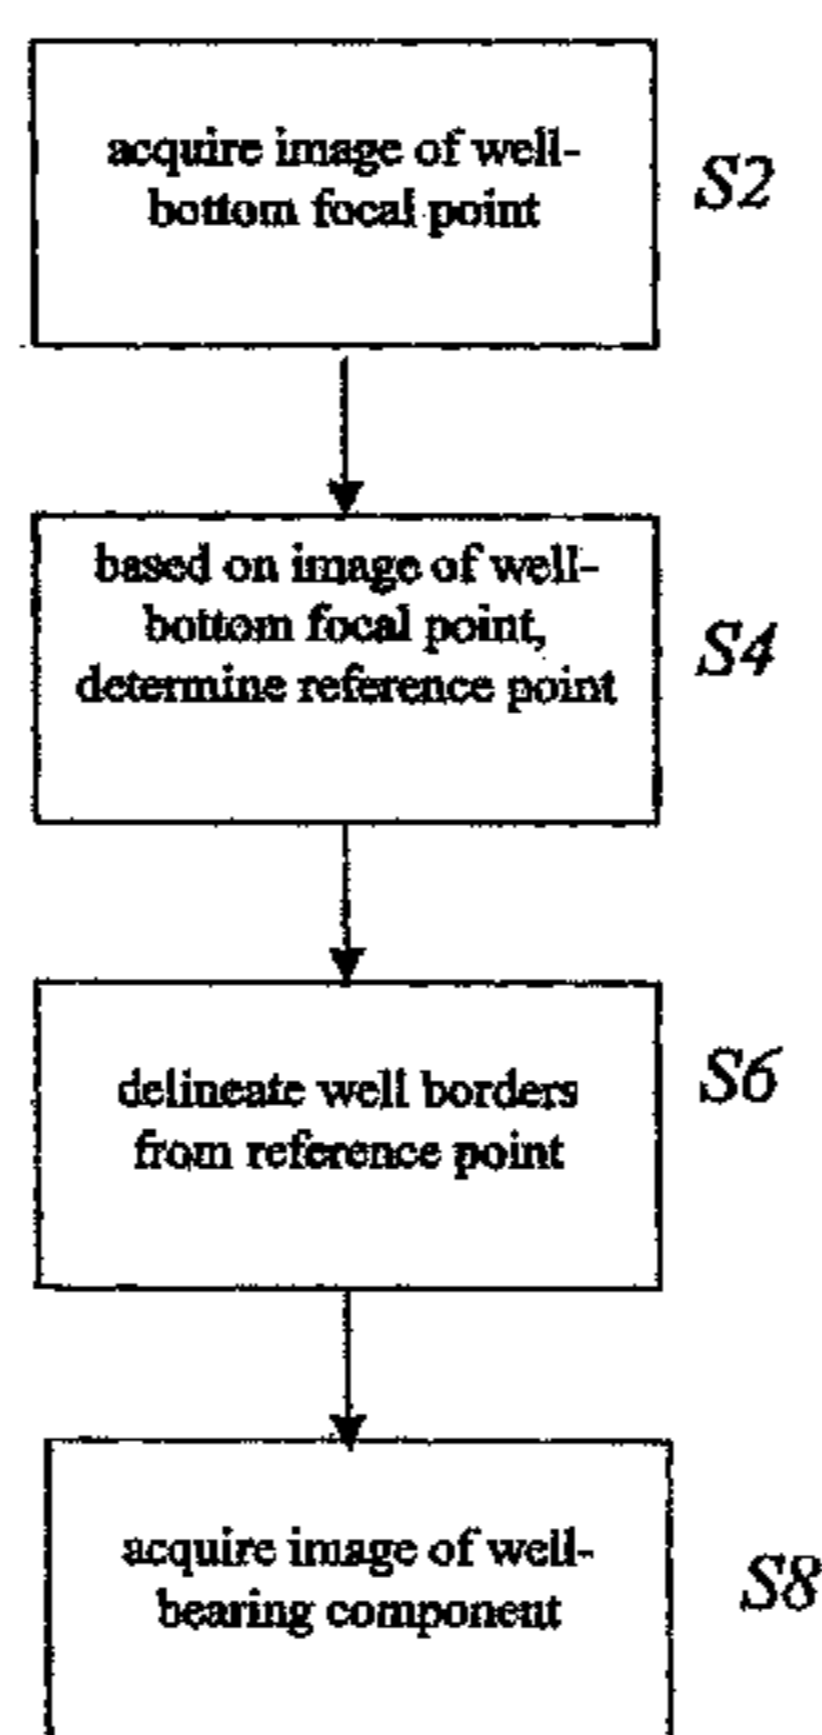 acquire image of well-
bottom focal point
S2
based on image of well-
bottom focal point,
determine reference point
S4
delineate well borders
from reference point
S6
acquire image of well-
bearing component
S8